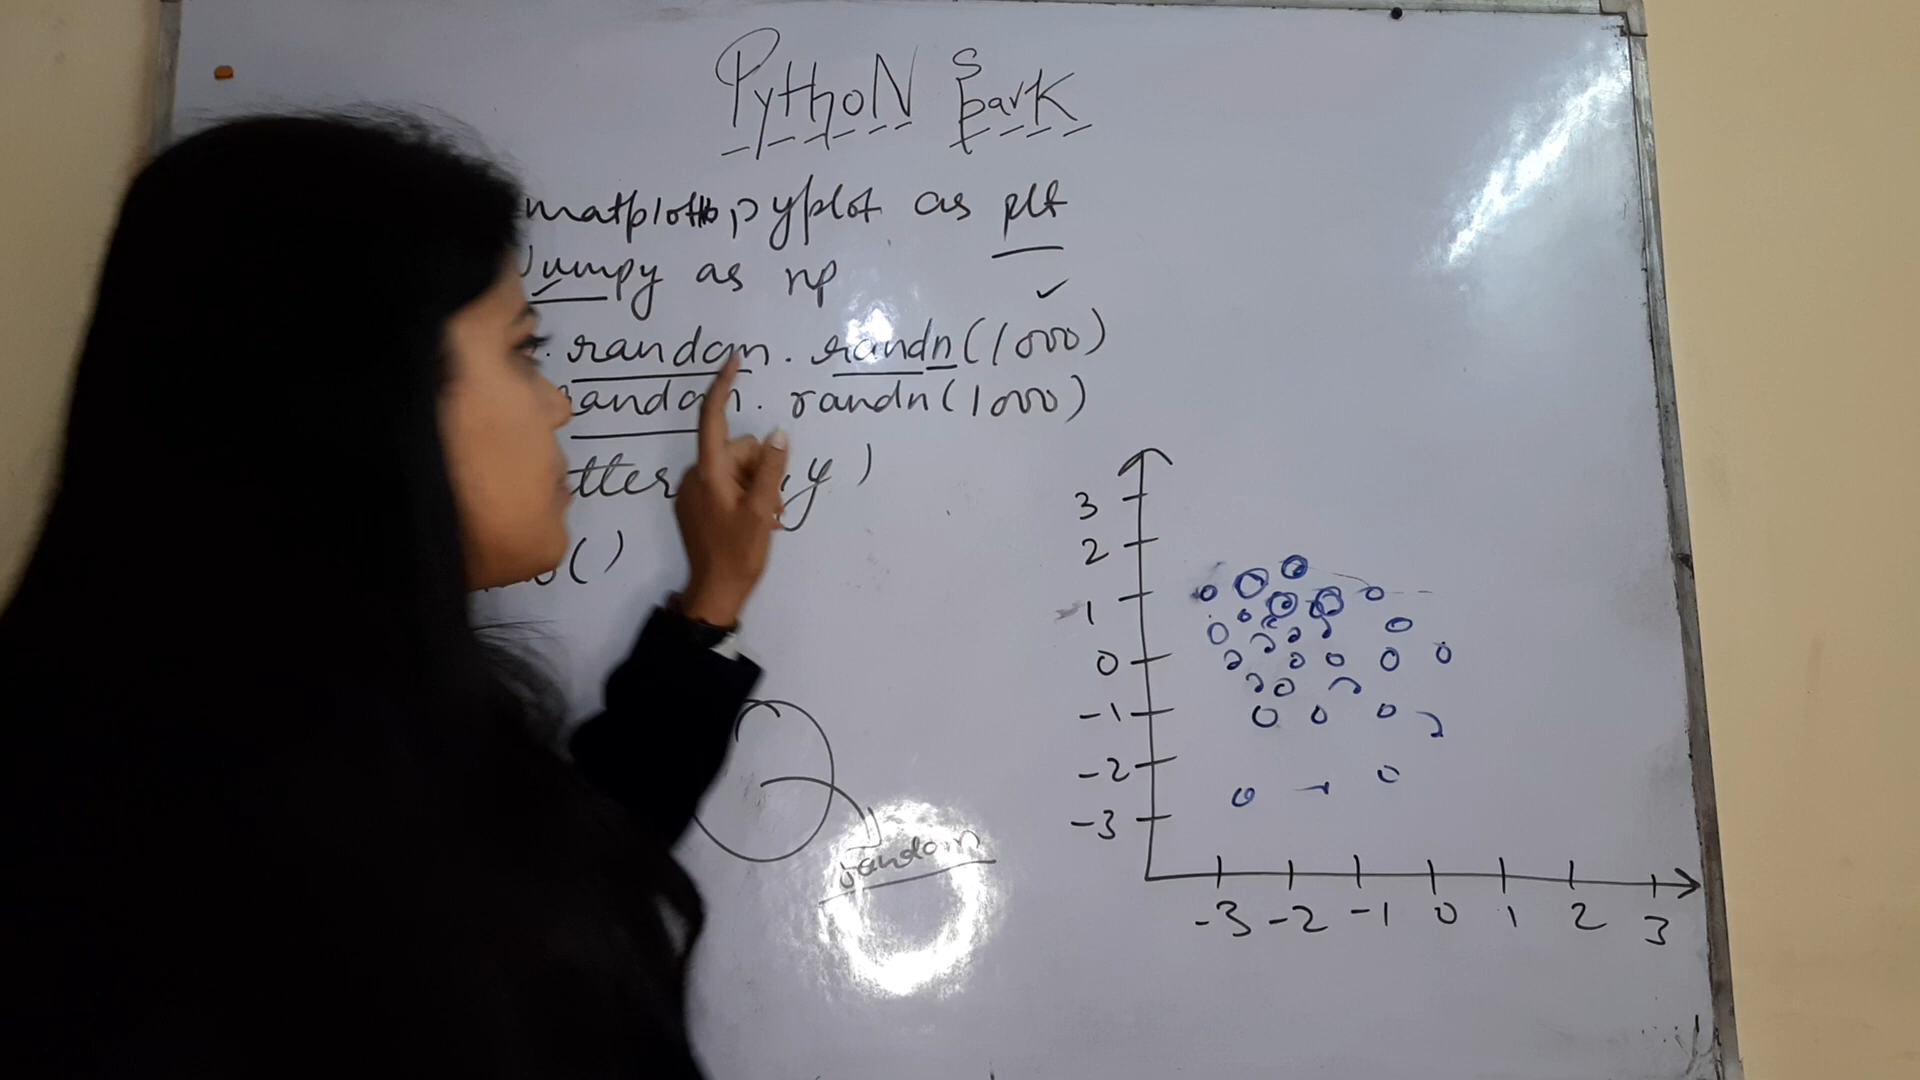 PYTHON SparK
matplotlib pyplot as plt
Numpy as np
. random . randn(1000)
random . randn(1000)
tter , y)
()
3
2
1
0
-1
-2
-3
random
-3 -2 -1 0 1 2 3